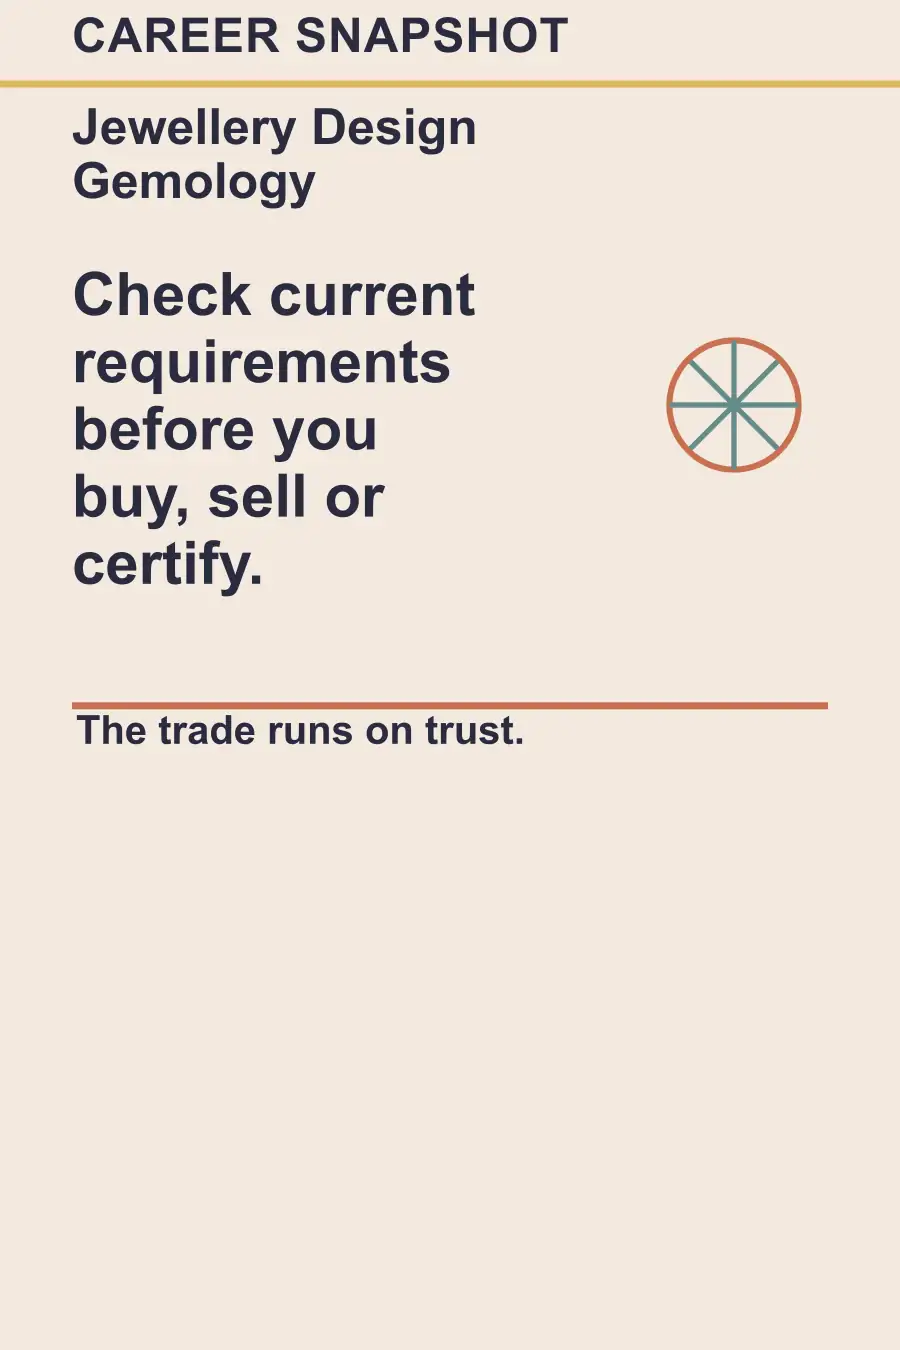 CAREER SNAPSHOT
Jewellery Design
Gemology
Check current
requirements
before you
buy, sell or
certify.
The trade runs on trust.